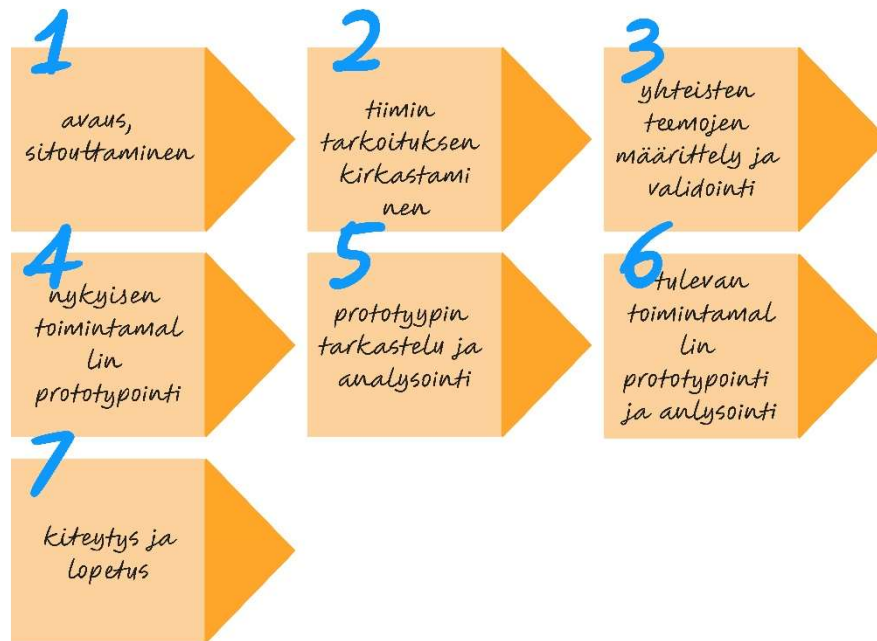 1
avaus,
sitouttaminen
2
tiimin
tarkoituksen
kirkastami
nen
3
yhteisten
teemojen
määrittely ja
validointi
4
nykyisen
toimintamal
lin
prototypointi
5
prototyypin
tarkastelu ja
analysointi
6
tulevan
toimintamal
lin
prototypointi
ja anlysointi
7
kiteytys ja
lopetus